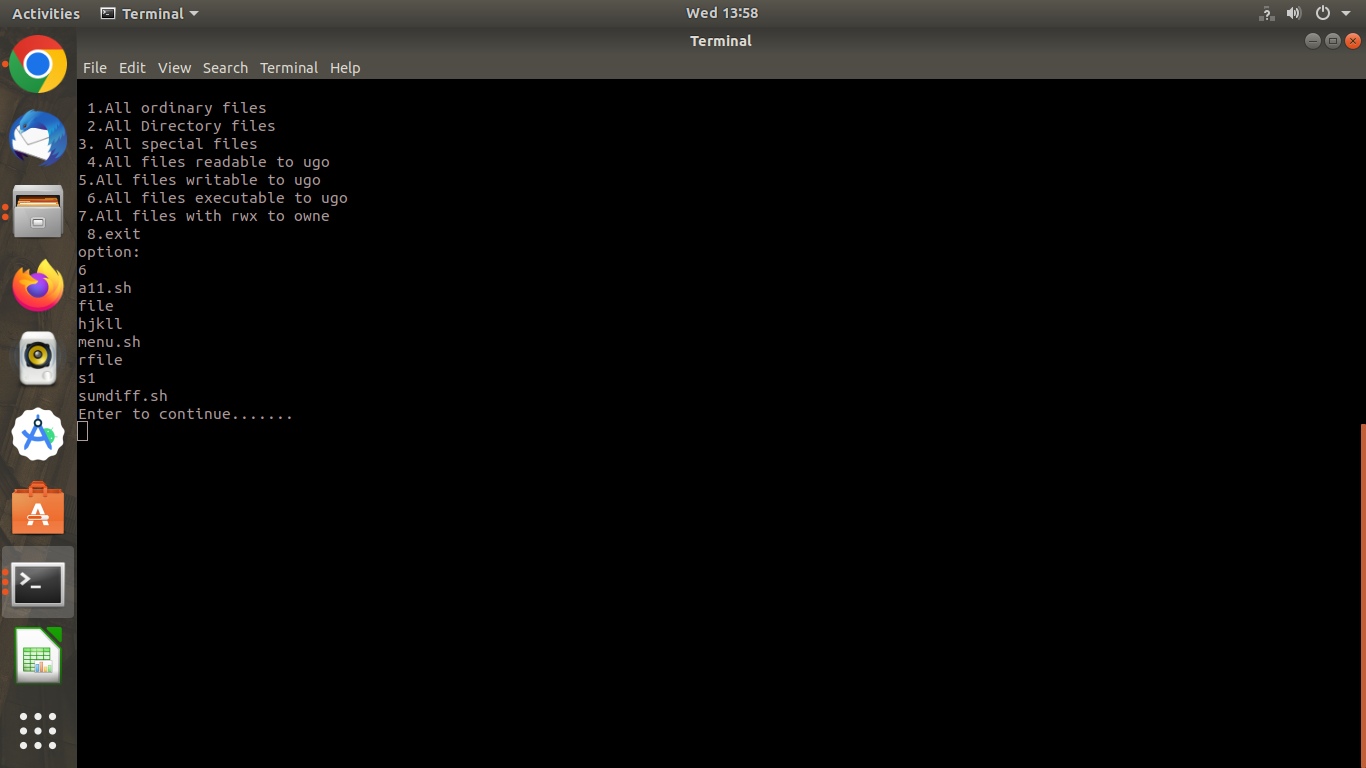 Activities Terminal Wed 13:58
Terminal
File Edit View Search Terminal Help
1.All ordinary files
2.All Directory files
3. All special files
4.All files readable to ugo
5.All files writable to ugo
6.All files executable to ugo
7.All files with rwx to owne
8.exit
option:
6
a11.sh
file
hjkll
menu.sh
rfile
s1
sumdiff.sh
Enter to continue.......